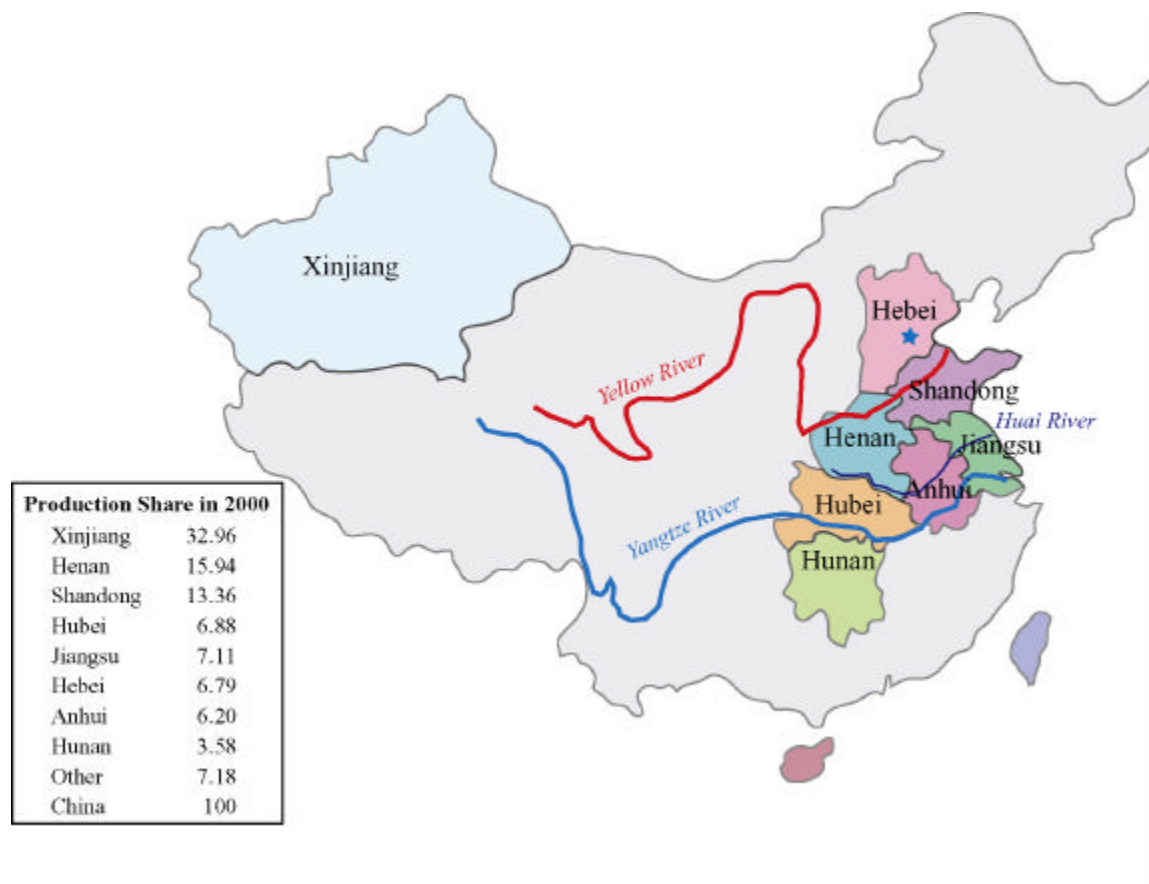 Xinjiang
Hebei
Yellow River
Shandong
Huai River
Henan
Jiangsu
Anhui
Hubei
Yangtze River
Hunan
Production Share in 2000
Xinjiang 32.96
Henan 15.94
Shandong 13.36
Hubei 6.88
Jiangsu 7.11
Hebei 6.79
Anhui 6.20
Hunan 3.58
Other 7.18
China 100